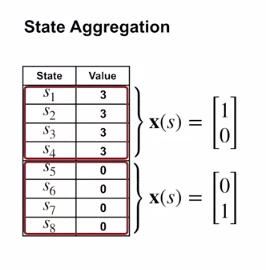 State Aggregation
State Value
s₁ 3
s₂ 3
s₃ 3
s₄ 3
x(s) = [1 0]
s₅ 0
s₆ 0
s₇ 0
s₈ 0
x(s) = [0 1]